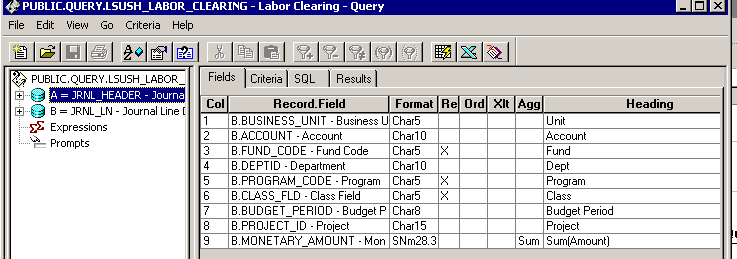 PUBLIC.QUERY.LSUSH_LABOR_CLEARING - Labor Clearing - Query
File Edit View Go Criteria Help
PUBLIC.QUERY.LSUSH_LABOR_
A = JRNL_HEADER - Journa
B = JRNL_LN - Journal Line D
Expressions
Prompts
Fields Criteria SQL Results
Col Record.Field Format Re Ord Xlt Agg Heading
1 B.BUSINESS_UNIT - Business U Char5 Unit
2 B.ACCOUNT - Account Char10 Account
3 B.FUND_CODE - Fund Code Char5 X Fund
4 B.DEPTID - Department Char10 Dept
5 B.PROGRAM_CODE - Program Char5 X Program
6 B.CLASS_FLD - Class Field Char5 X Class
7 B.BUDGET_PERIOD - Budget P Char8 Budget Period
8 B.PROJECT_ID - Project Char15 Project
9 B.MONETARY_AMOUNT - Mon SNm28.3 Sum Sum(Amount)